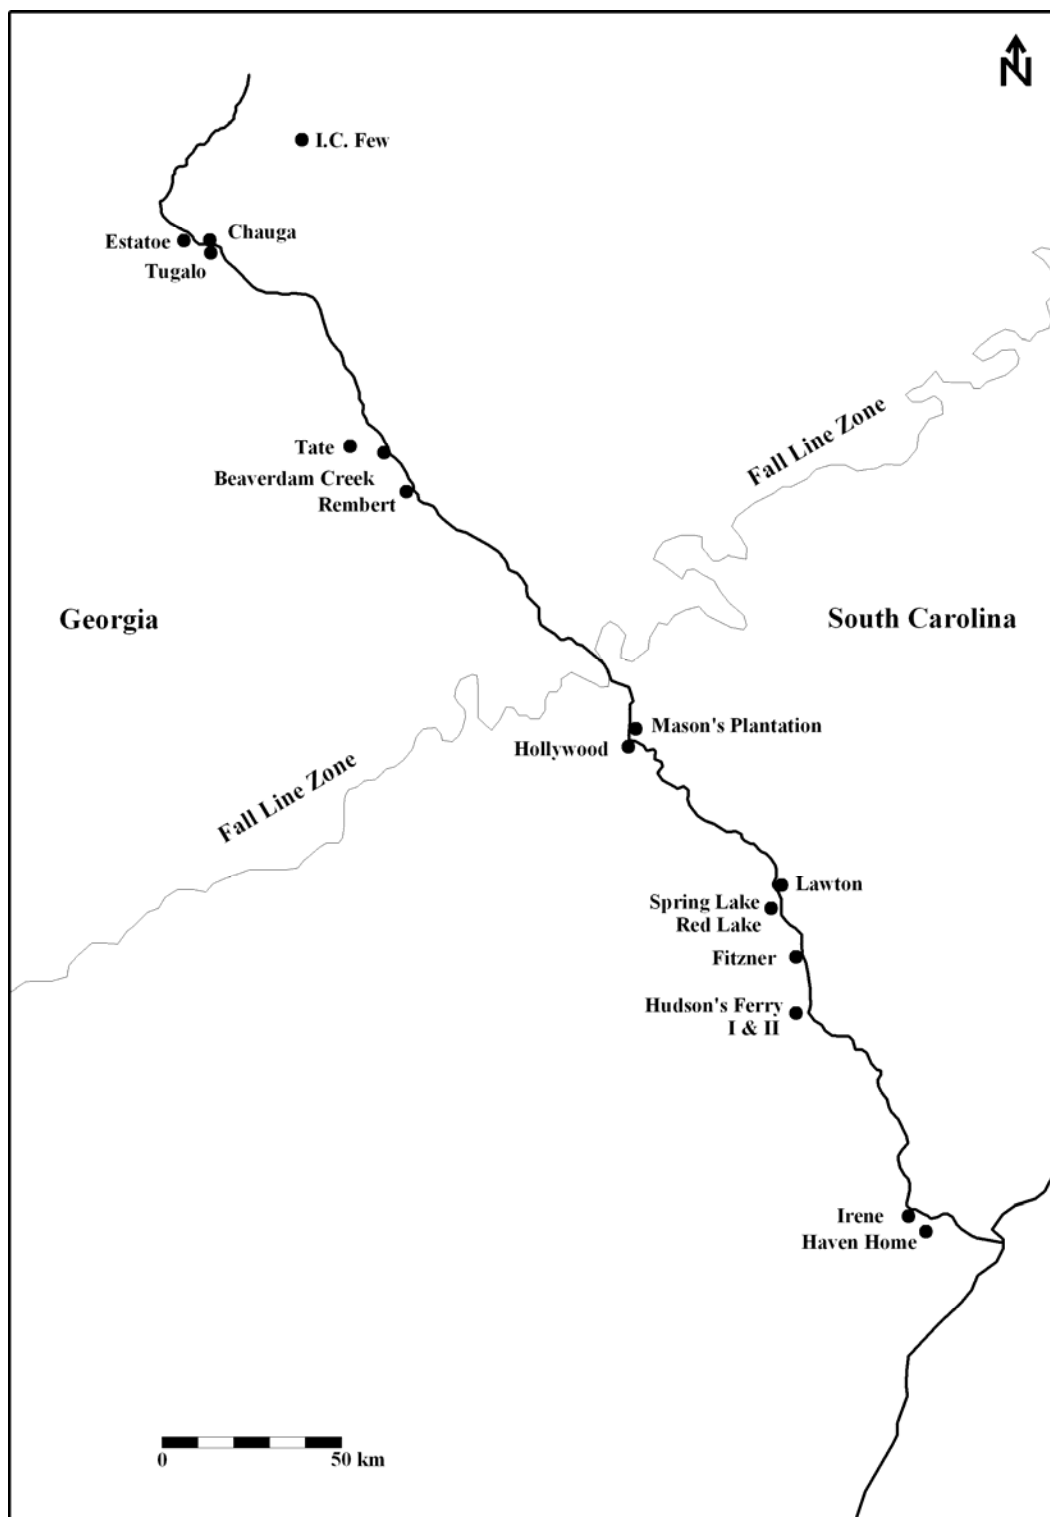 N
I.C. Few
Chauga
Estatoe
Tugalo
Fall Line Zone
Tate
Beaverdam Creek
Rembert
Georgia
South Carolina
Mason's Plantation
Hollywood
Fall Line Zone
Lawton
Spring Lake
Red Lake
Fitzner
Hudson's Ferry
I & II
Irene
Haven Home
0
50 km